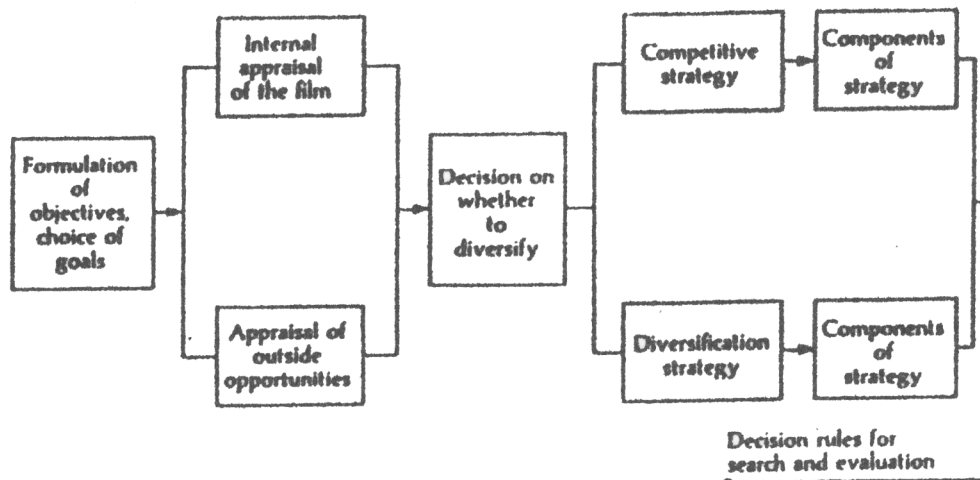 Formulation
of
objectives,
choice of
goals
Internal
appraisal
of the film
Appraisal of
outside
opportunities
Decision on
whether
to
diversify
Competitive
strategy
Components
of
strategy
Diversification
strategy
Components
of
strategy
Decision rules for
search and evaluation